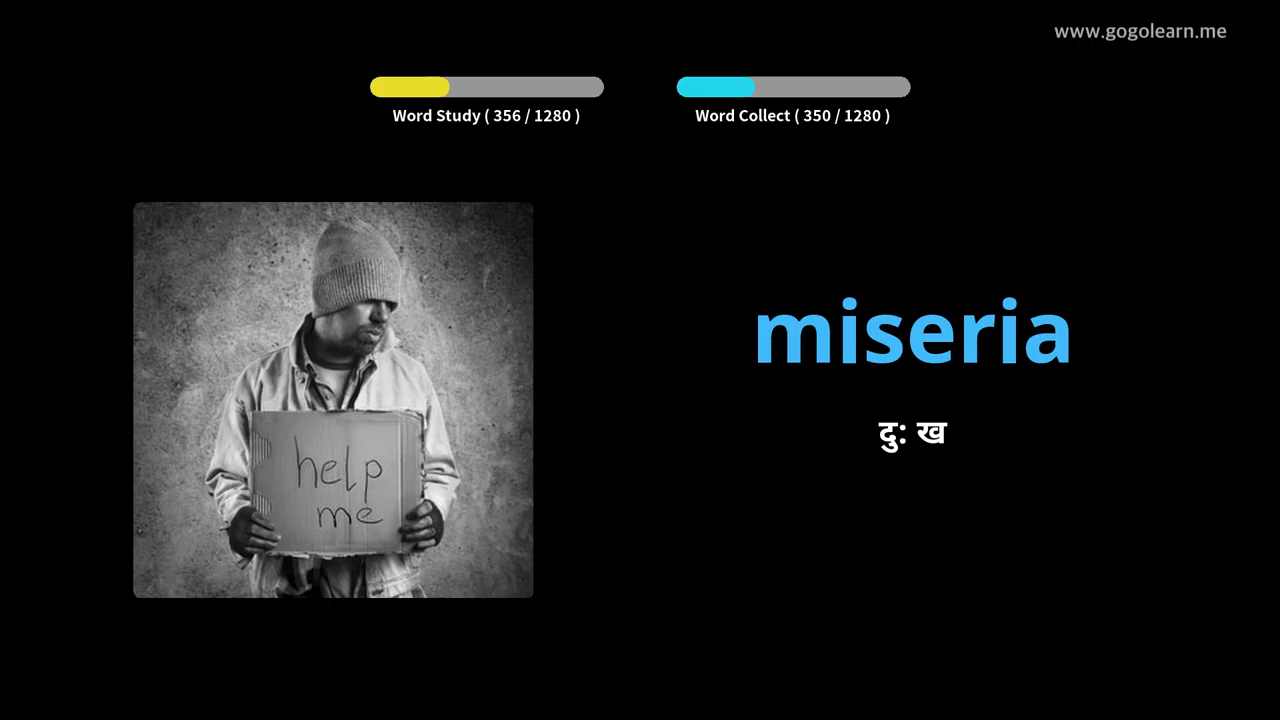 www.gogolearn.me
Word Study ( 356 / 1280 )
Word Collect ( 350 / 1280 )
help
me
miseria
दु: ख